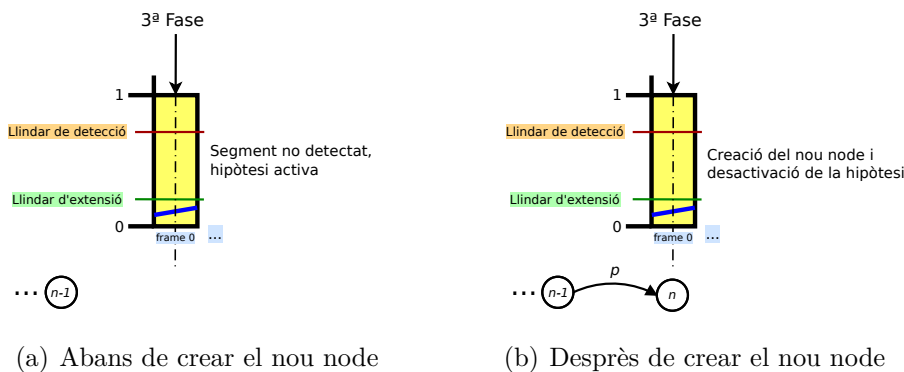 3ª Fase
1
Llindar de detecció
Segment no detectat,
hipòtesi activa
Llindar d'extensió
0
frame 0 ...
... n-1
(a) Abans de crear el nou node
3ª Fase
1
Llindar de detecció
Creació del nou node i
desactivació de la hipòtesi
Llindar d'extensió
0
frame 0 ...
p
... n-1 n
(b) Desprès de crear el nou node